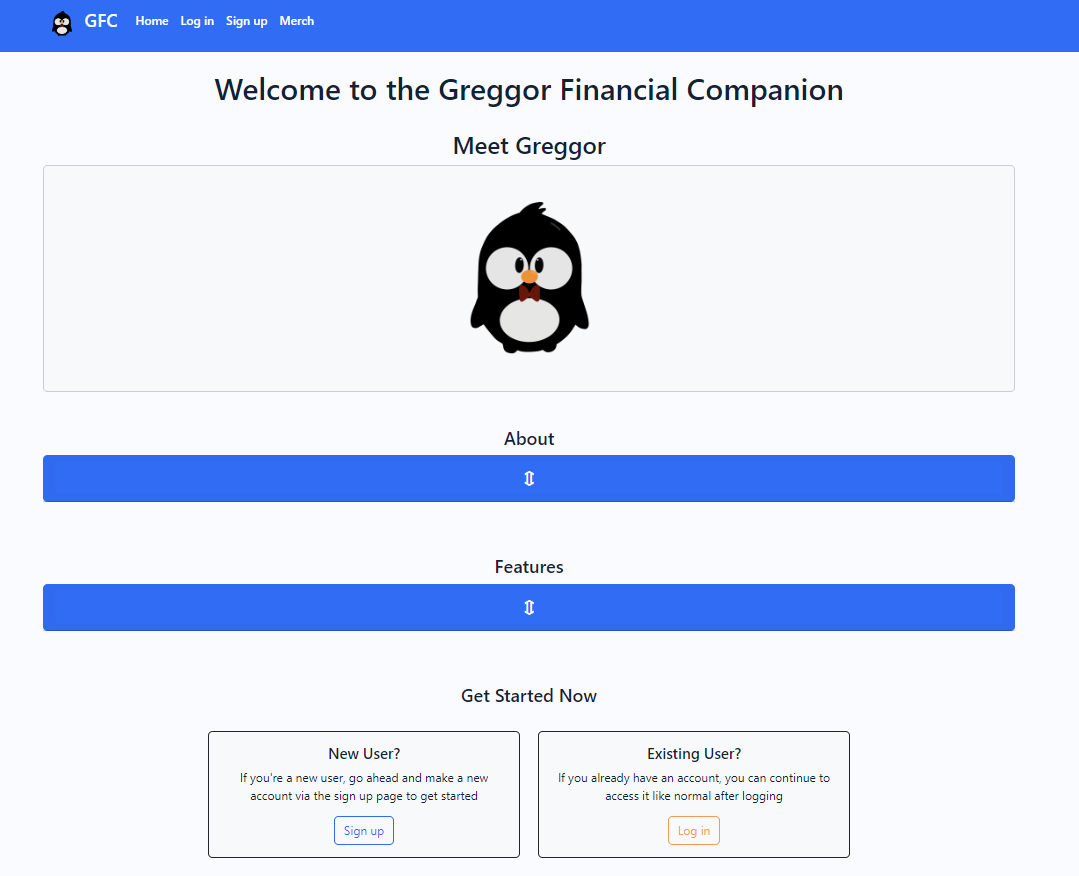 GFC Home Log in Sign up Merch
Welcome to the Greggor Financial Companion
Meet Greggor
About
⇕
Features
⇕
Get Started Now
New User?
If you're a new user, go ahead and make a new
account via the sign up page to get started
Sign up
Existing User?
If you already have an account, you can continue to
access it like normal after logging
Log in